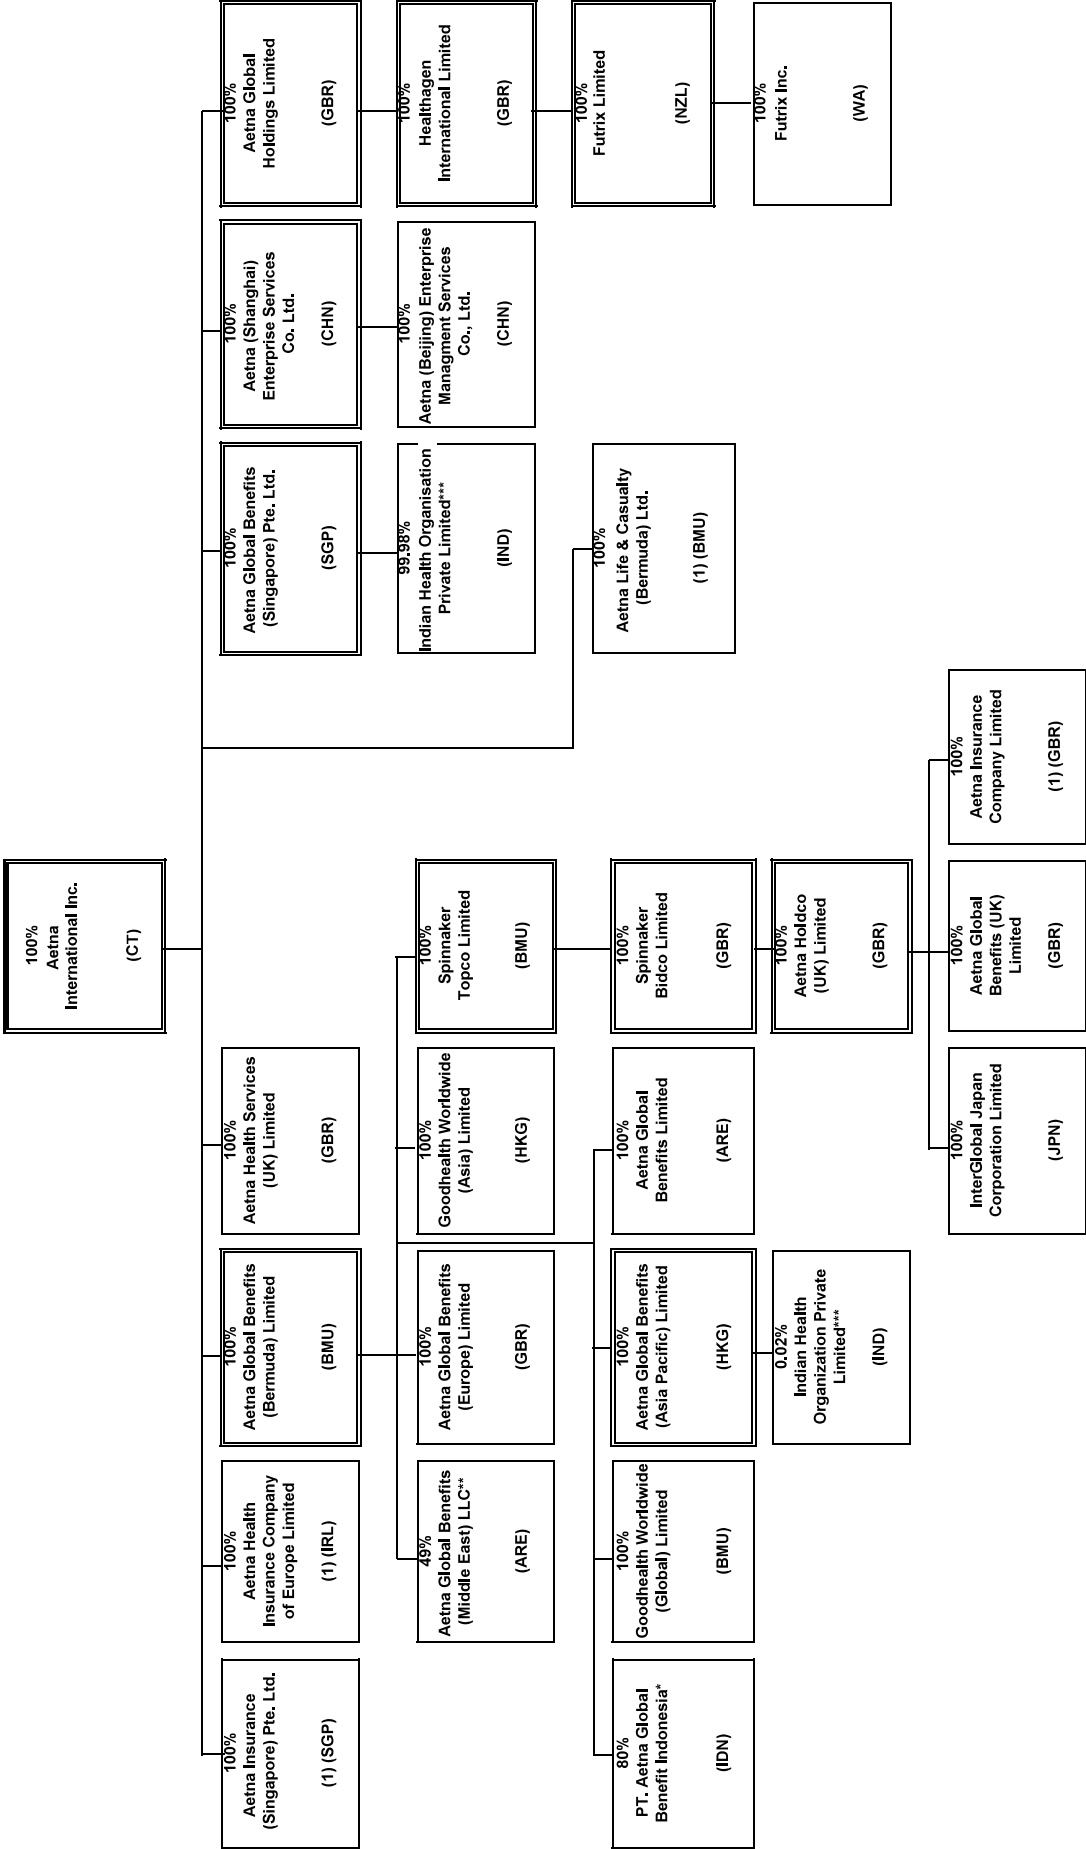 100%
Aetna
International Inc.
(CT)
100%
Aetna Insurance
(Singapore) Pte. Ltd.
(1) (SGP)
100%
Aetna Health
Insurance Company
of Europe Limited
(1) (IRL)
100%
Aetna Global Benefits
(Bermuda) Limited
(BMU)
100%
Aetna Health Services
(UK) Limited
(GBR)
100%
Aetna Global Benefits
(Singapore) Pte. Ltd.
(SGP)
100%
Aetna (Shanghai)
Enterprise Services
Co. Ltd.
(CHN)
100%
Aetna Global
Holdings Limited
(GBR)
49%
Aetna Global Benefits
(Middle East) LLC**
(ARE)
100%
Aetna Global Benefits
(Europe) Limited
(GBR)
100%
Goodhealth Worldwide
(Asia) Limited
(HKG)
100%
Spinnaker
Topco Limited
(BMU)
99.98%
Indian Health Organisation
Private Limited***
(IND)
100%
Aetna (Beijing) Enterprise
Managment Services
Co., Ltd.
(CHN)
100%
Healthagen
International Limited
(GBR)
80%
PT. Aetna Global
Benefit Indonesia*
(IDN)
100%
Goodhealth Worldwide
(Global) Limited
(BMU)
100%
Aetna Global Benefits
(Asia Pacific) Limited
(HKG)
100%
Aetna Global
Benefits Limited
(ARE)
100%
Spinnaker
Bidco Limited
(GBR)
100%
Aetna Life & Casualty
(Bermuda) Ltd.
(1) (BMU)
100%
Futrix Limited
(NZL)
0.02%
Indian Health
Organization Private
Limited***
(IND)
100%
Aetna Holdco
(UK) Limited
(GBR)
100%
Futrix Inc.
(WA)
100%
InterGlobal Japan
Corporation Limited
(JPN)
100%
Aetna Global
Benefits (UK)
Limited
(GBR)
100%
Aetna Insurance
Company Limited
(1) (GBR)